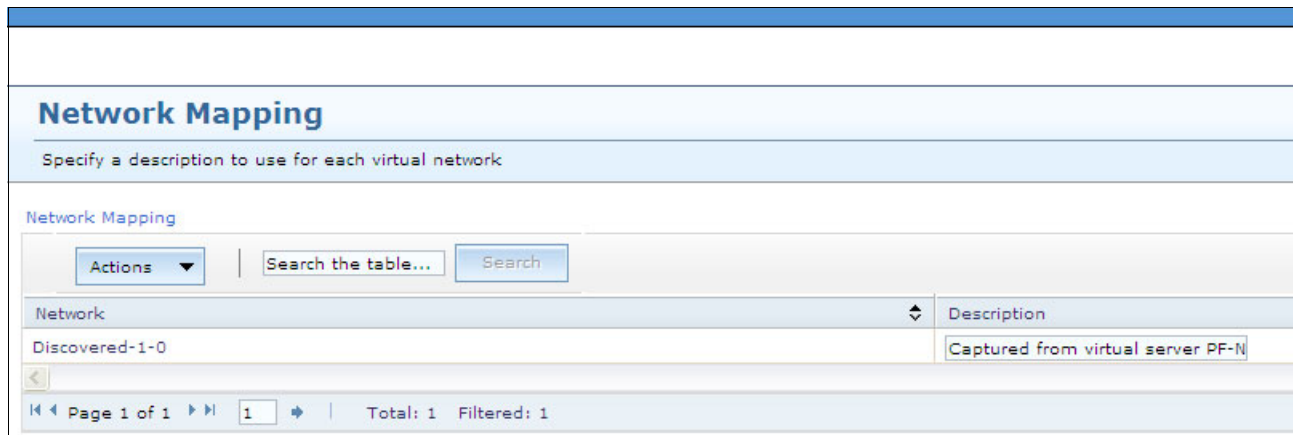 Network Mapping
Specify a description to use for each virtual network
Network Mapping
Actions Search the table... Search
Network Description
Discovered-1-0 Captured from virtual server PF-N
Page 1 of 1 1 Total: 1 Filtered: 1